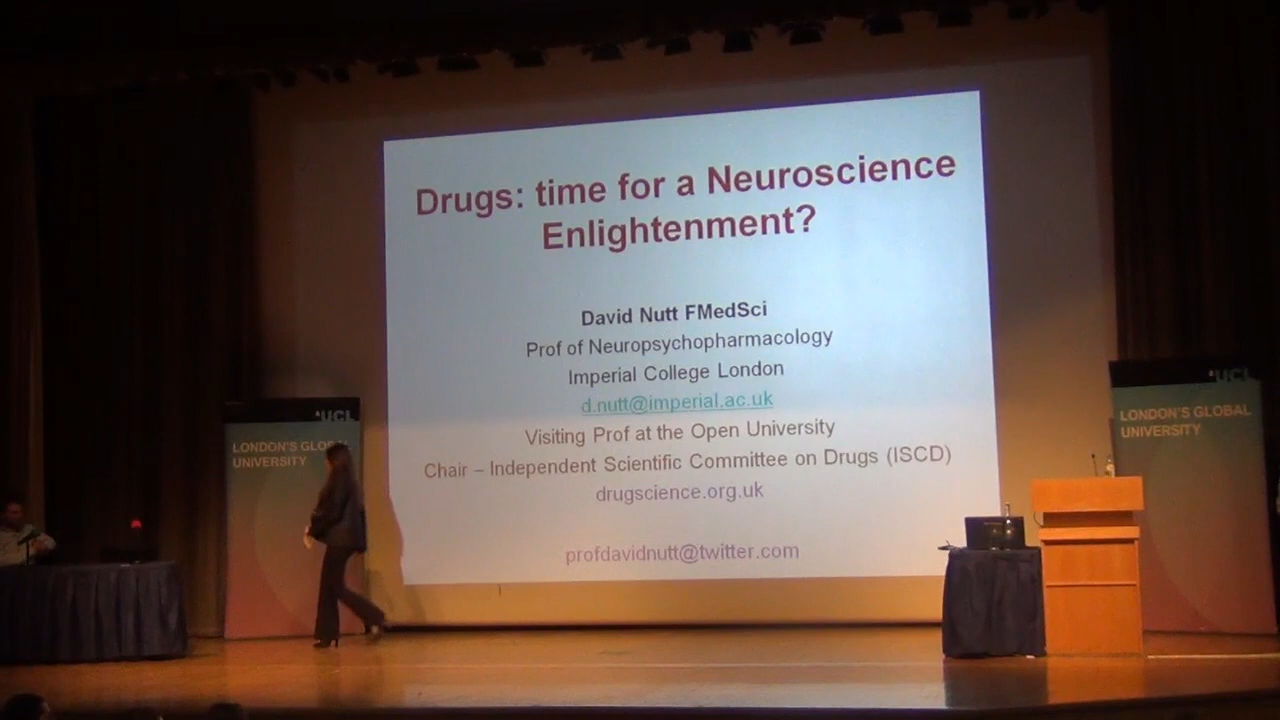 Drugs: time for a Neuroscience
Enlightenment?
David Nutt FMedSci
Prof of Neuropsychopharmacology
Imperial College London
d.nutt@imperial.ac.uk
Visiting Prof at the Open University
Chair – Independent Scientific Committee on Drugs (ISCD)
drugscience.org.uk
profdavidnutt@twitter.com
UCL
LONDON'S GLOBAL
UNIVERSITY
UCL
LONDON'S GLOBAL
UNIVERSITY